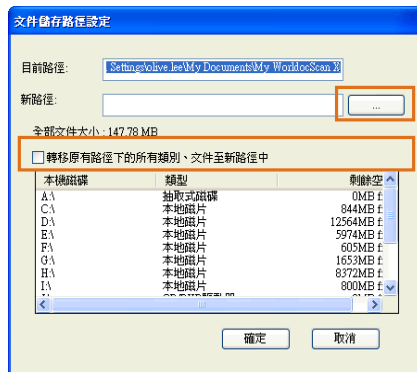 文件儲存路徑設定
目前路徑: Settings\olive.lee\My Documents\My WorldocScan X
新路徑: ...
全部文件大小 : 147.78 MB
轉移原有路徑下的所有類別、文件至新路徑中
本機磁碟 類型 剩餘空
A:\ 抽取式磁碟 0MB f
C:\ 本地磁片 844MB f
D:\ 本地磁片 12564MB f
E:\ 本地磁片 5974MB f
F:\ 本地磁片 605MB f
G:\ 本地磁片 1653MB f
H:\ 本地磁片 8372MB f
I:\ 本地磁片 800MB f
確定 取消